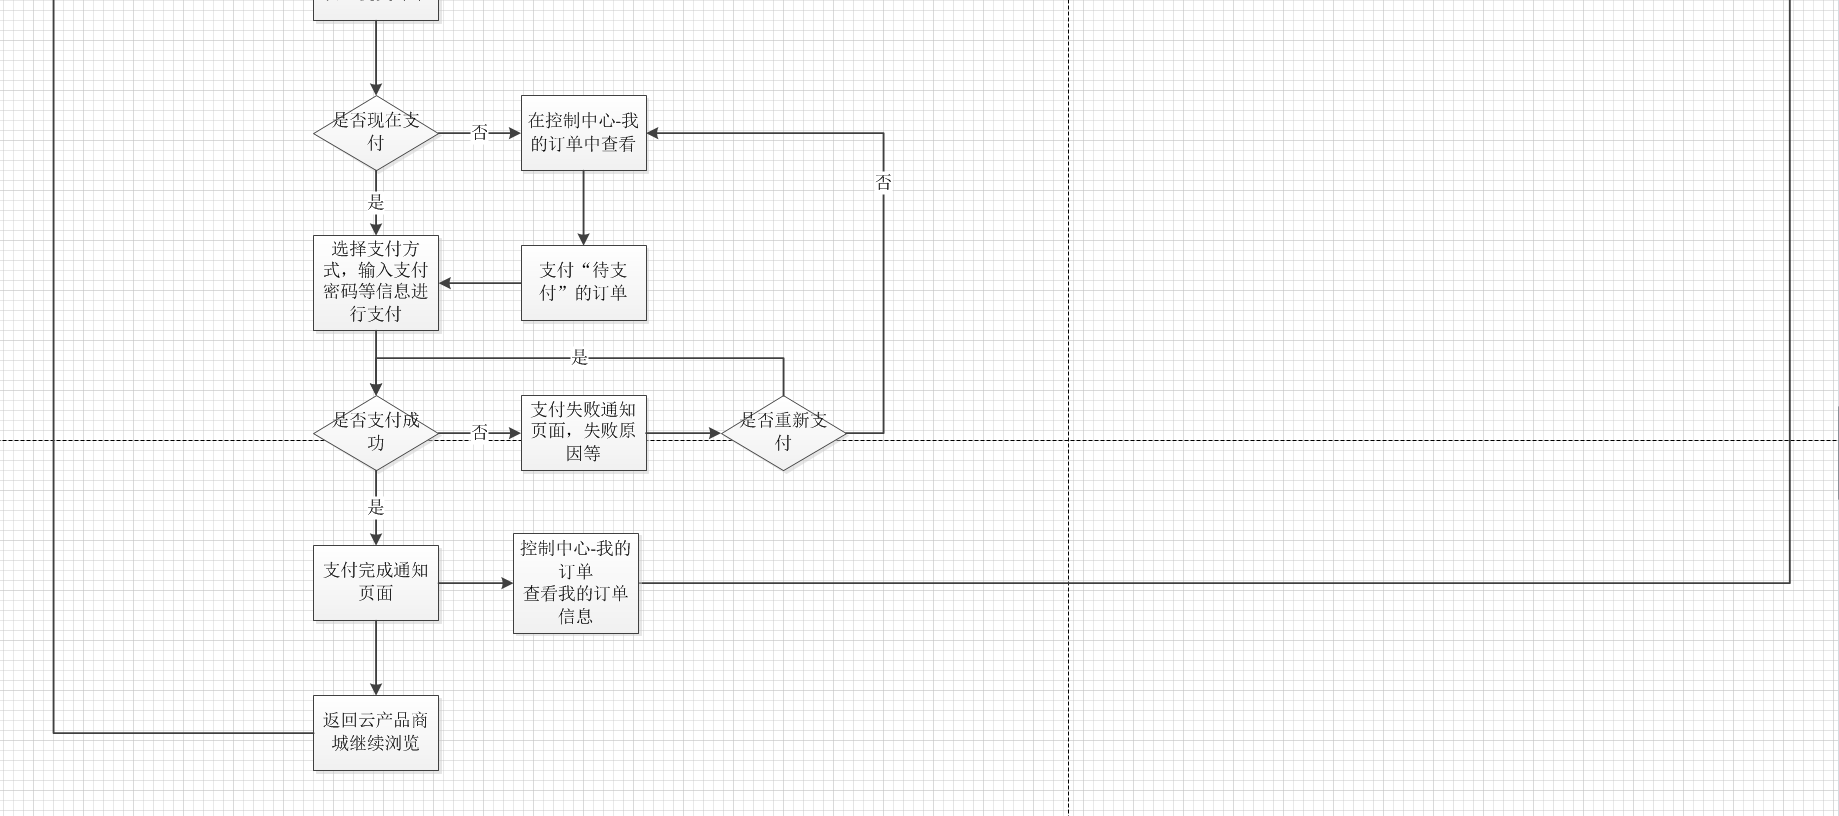 是否现在支
付
否
在控制中心-我
的订单中查看
否
是
选择支付方
式，输入支付
密码等信息进
行支付
支付“待支
付”的订单
是
是否支付成
功
否
支付失败通知
页面，失败原
因等
是否重新支
付
是
支付完成通知
页面
控制中心-我的
订单
查看我的订单
信息
返回云产品商
城继续浏览